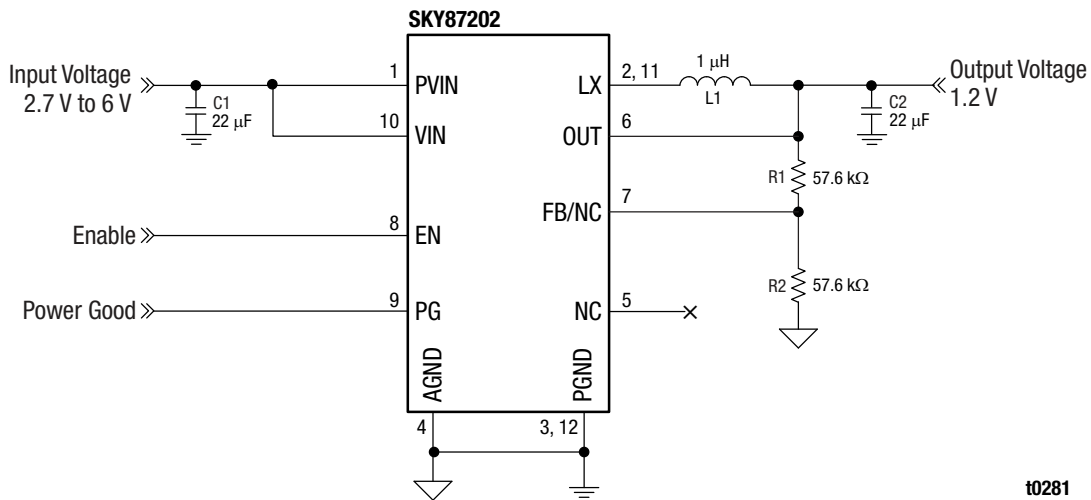 SKY87202
Input Voltage
2.7 V to 6 V
C1
22 μF
1
PVIN
10
VIN
Enable
8
EN
Power Good
9
PG
AGND
4
PGND
3, 12
LX
2, 11
1 μH
L1
OUT
6
FB/NC
7
NC
5
R1
57.6 kΩ
R2
57.6 kΩ
C2
22 μF
Output Voltage
1.2 V
t0281